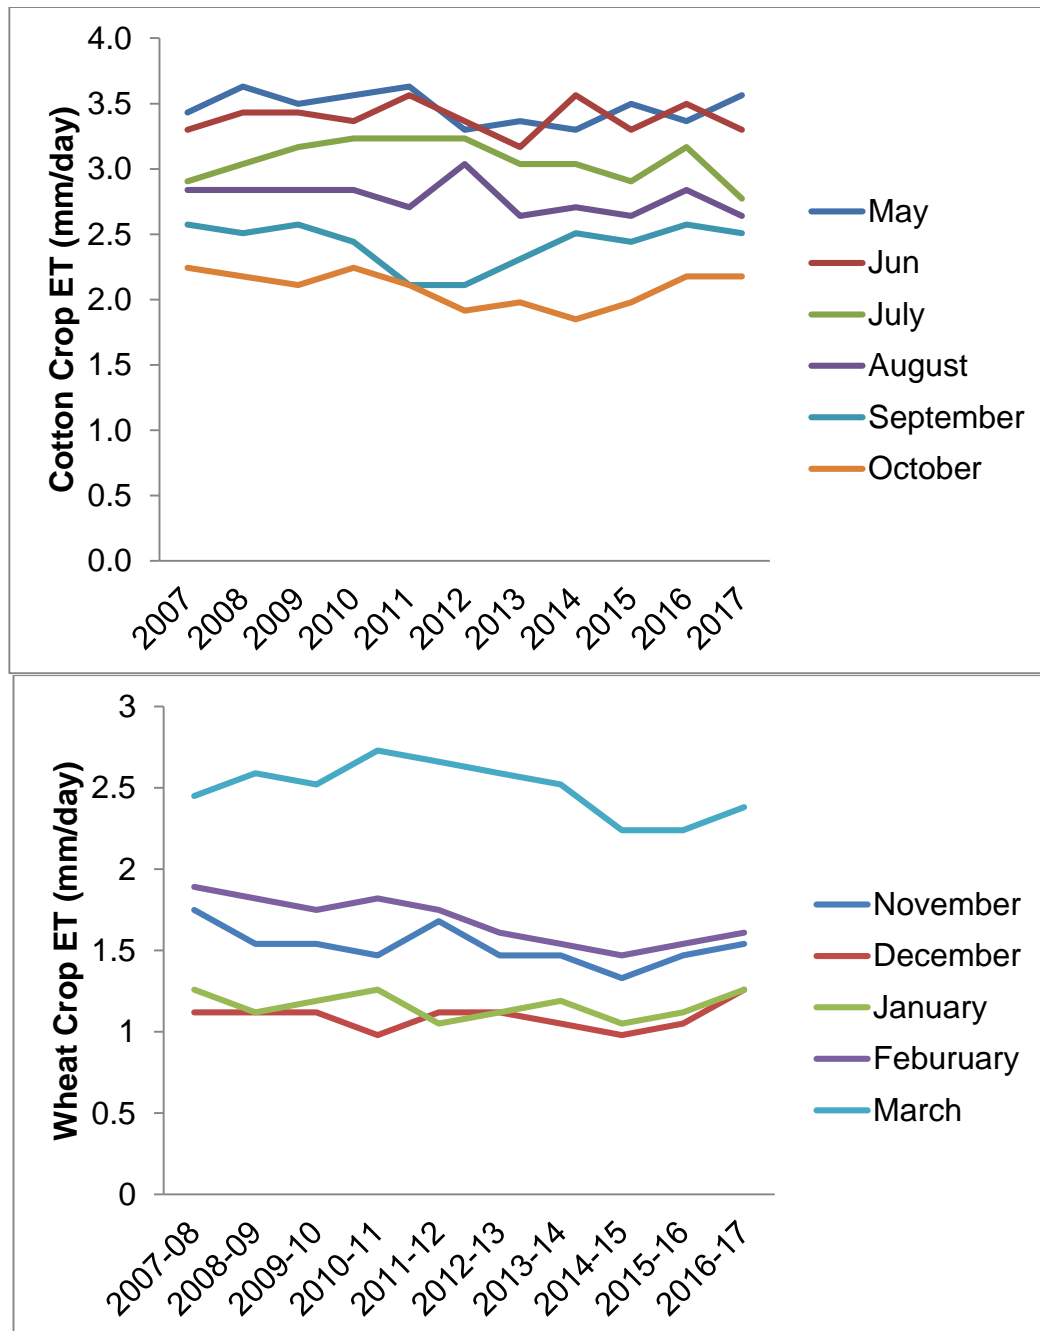 Cotton Crop ET (mm/day)
4.0
3.5
3.0
2.5
2.0
1.5
1.0
0.5
0.0
2007
2008
2009
2010
2011
2012
2013
2014
2015
2016
2017
May
Jun
July
August
September
October
Wheat Crop ET (mm/day)
3
2.5
2
1.5
1
0.5
0
2007-08
2008-09
2009-10
2010-11
2011-12
2012-13
2013-14
2014-15
2015-16
2016-17
November
December
January
Feburuary
March